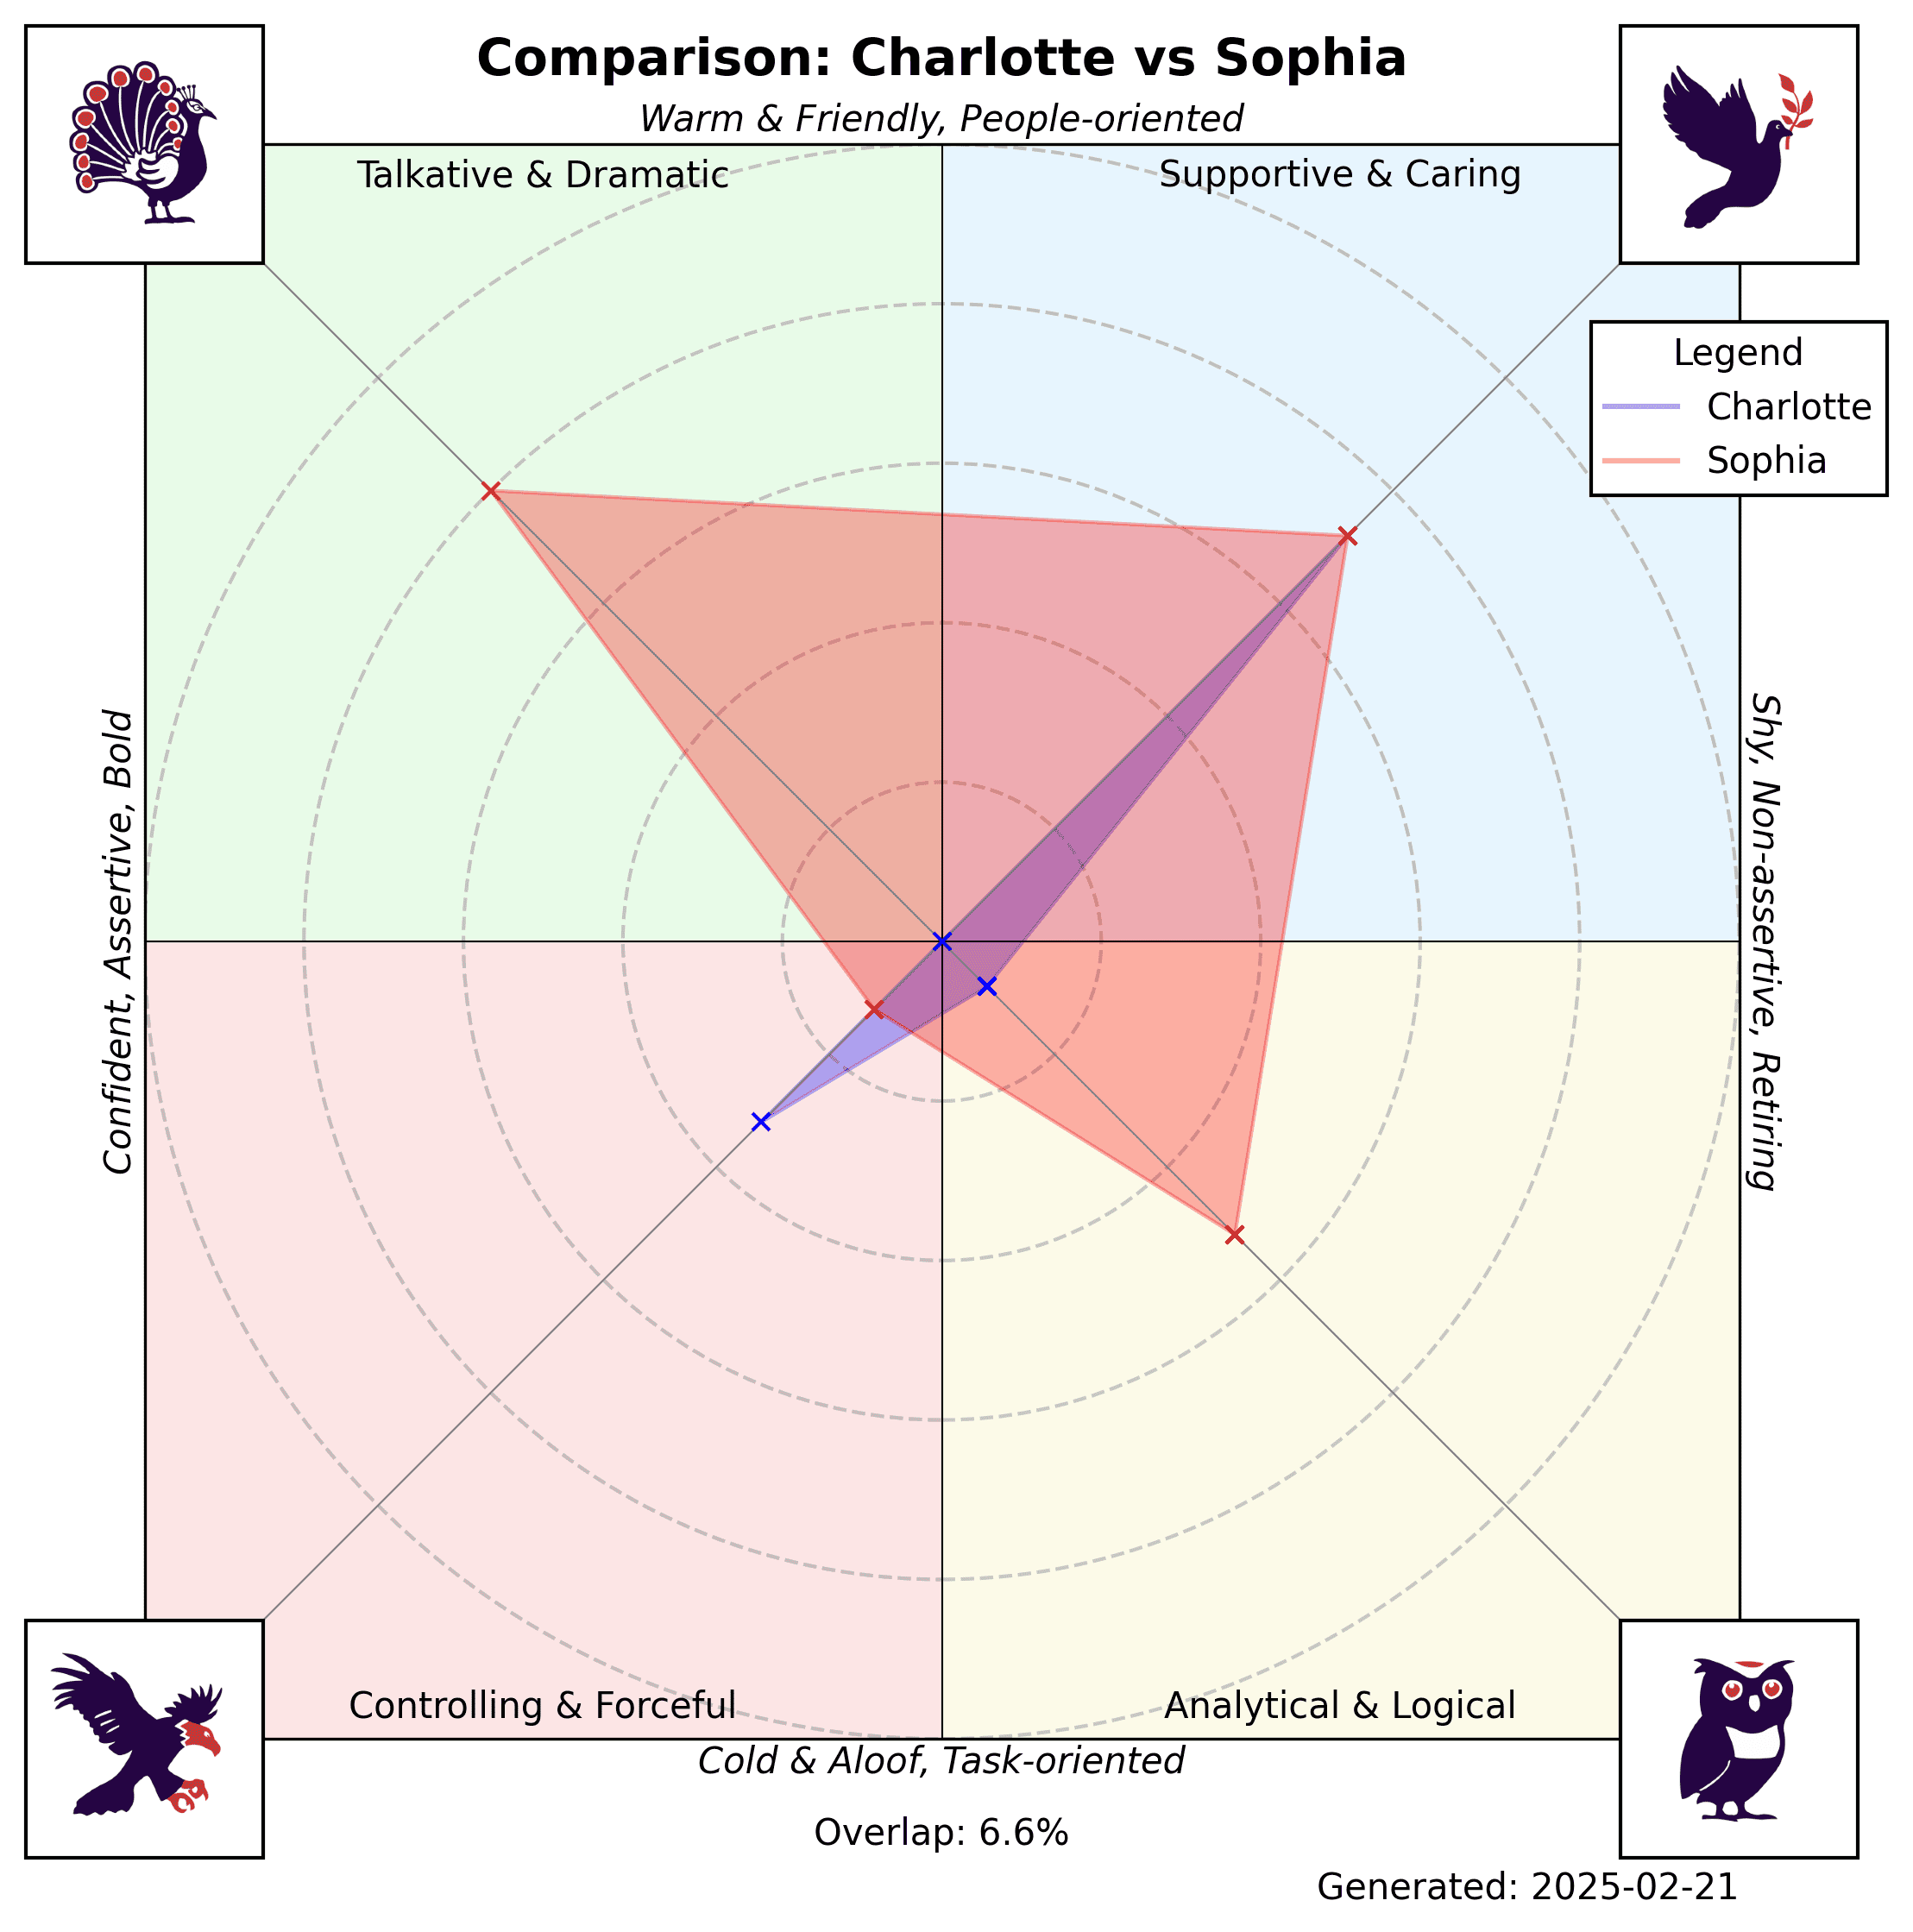 Comparison: Charlotte vs Sophia
Warm & Friendly, People-oriented
Talkative & Dramatic
Supportive & Caring
Legend
Charlotte
Sophia
Confident, Assertive, Bold
Shy, Non-assertive, Retiring
Controlling & Forceful
Analytical & Logical
Cold & Aloof, Task-oriented
Overlap: 6.6%
Generated: 2025-02-21